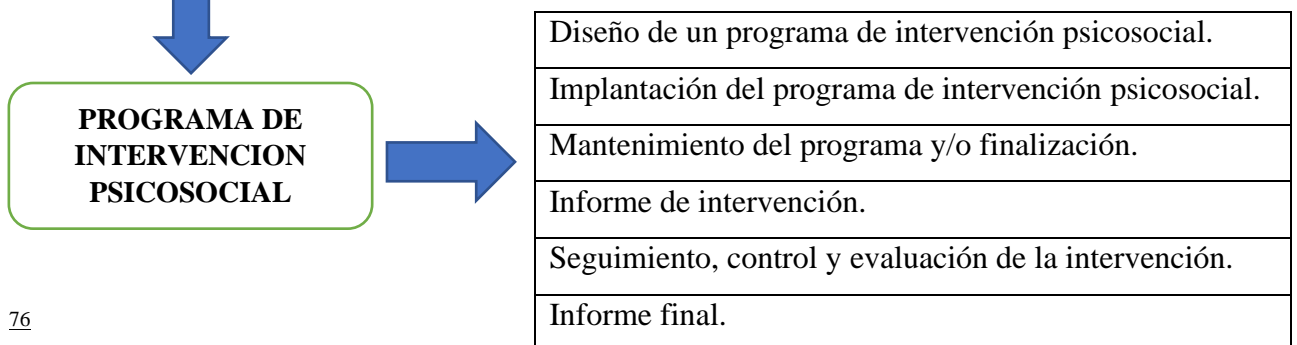 PROGRAMA DE
INTERVENCION
PSICOSOCIAL
Diseño de un programa de intervención psicosocial.
Implantación del programa de intervención psicosocial.
Mantenimiento del programa y/o finalización.
Informe de intervención.
Seguimiento, control y evaluación de la intervención.
Informe final.
76